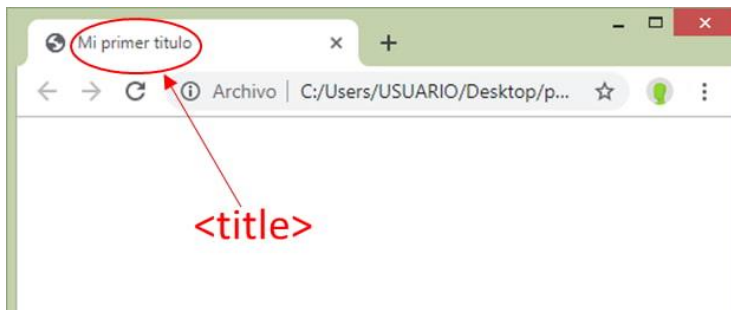 Mi primer titulo
Archivo | C:/Users/USUARIO/Desktop/p...
<title>